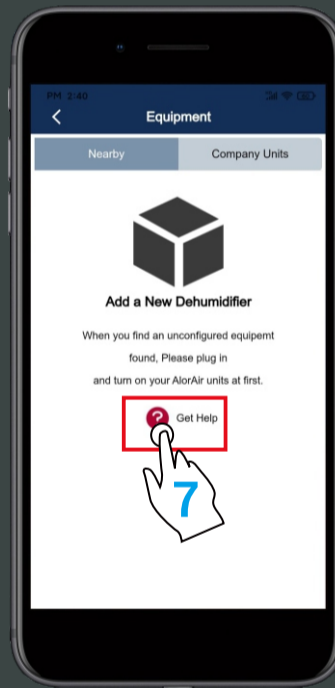 PM 2:40
Equipment
Nearby
Company Units
Add a New Dehumidifier
When you find an unconfigured equipemt
found, Please plug in
and turn on your AlorAir units at first.
? Get Help
7